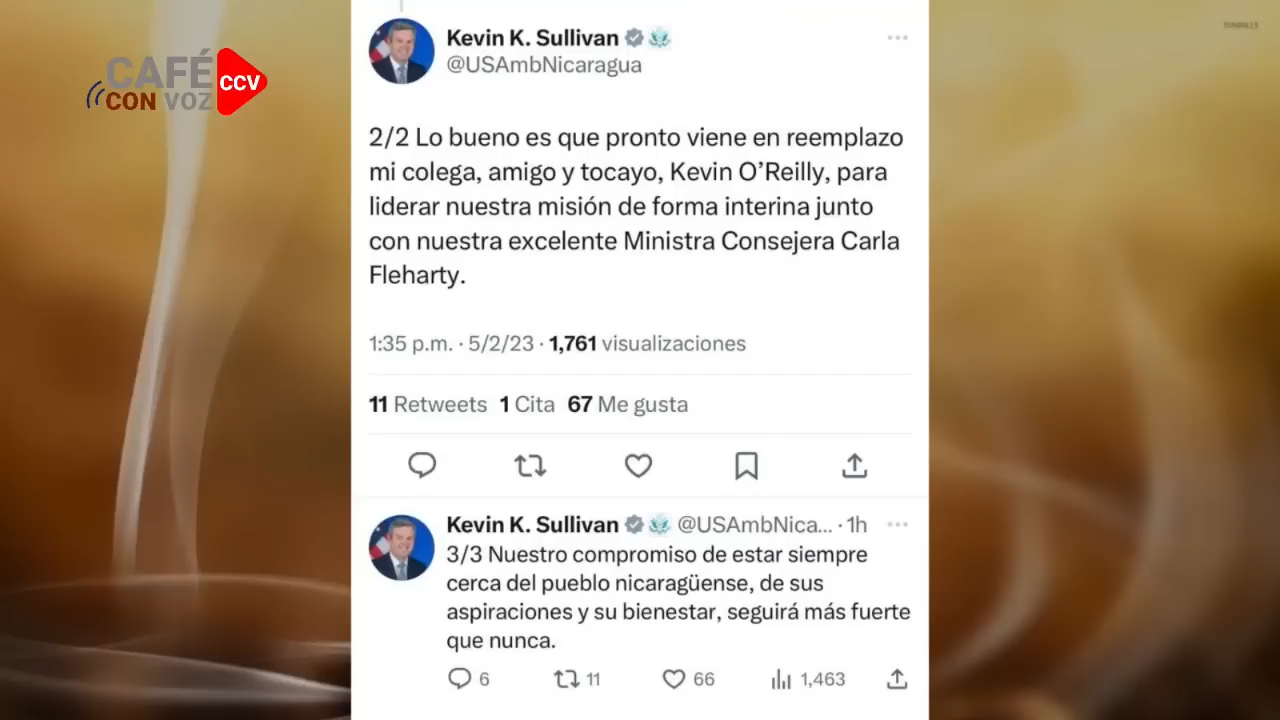 CAFÉ
CON VOZ
CCV
Kevin K. Sullivan
@USAmbNicaragua
2/2 Lo bueno es que pronto viene en reemplazo
mi colega, amigo y tocayo, Kevin O’Reilly, para
liderar nuestra misión de forma interina junto
con nuestra excelente Ministra Consejera Carla
Fleharty.
1:35 p.m. · 5/2/23 · 1,761 visualizaciones
11 Retweets 1 Cita 67 Me gusta
Kevin K. Sullivan @USAmbNica... · 1h
3/3 Nuestro compromiso de estar siempre
cerca del pueblo nicaragüense, de sus
aspiraciones y su bienestar, seguirá más fuerte
que nunca.
6 11 66 1,463